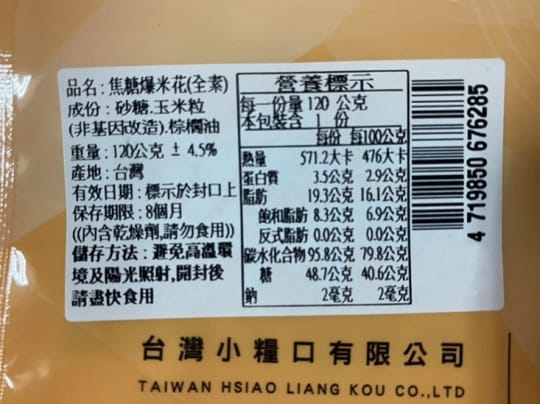 品名：焦糖爆米花(全素)
成份：砂糖.玉米粒
(非基因改造).棕櫚油
重量：120公克 ± 4.5%
產地：台灣
有效日期：標示於封口上
保存期限：8個月
((內含乾燥劑,請勿食用))
儲存方法：避免高溫環
境及陽光照射,開封後
請盡快食用
營養標示
每一份量 120 公克
本包裝含 1 份
每份 每100公克
熱量 571.2大卡 476大卡
蛋白質 3.5公克 2.9公克
脂肪 19.3公克 16.1公克
飽和脂肪 8.3公克 6.9公克
反式脂肪 0.0公克 0.0公克
碳水化合物 95.8公克 79.8公克
糖 48.7公克 40.6公克
鈉 2毫克 2毫克
4 719850 676285
台灣小糧口有限公司
TAIWAN HSIAO LIANG KOU CO.,LTD